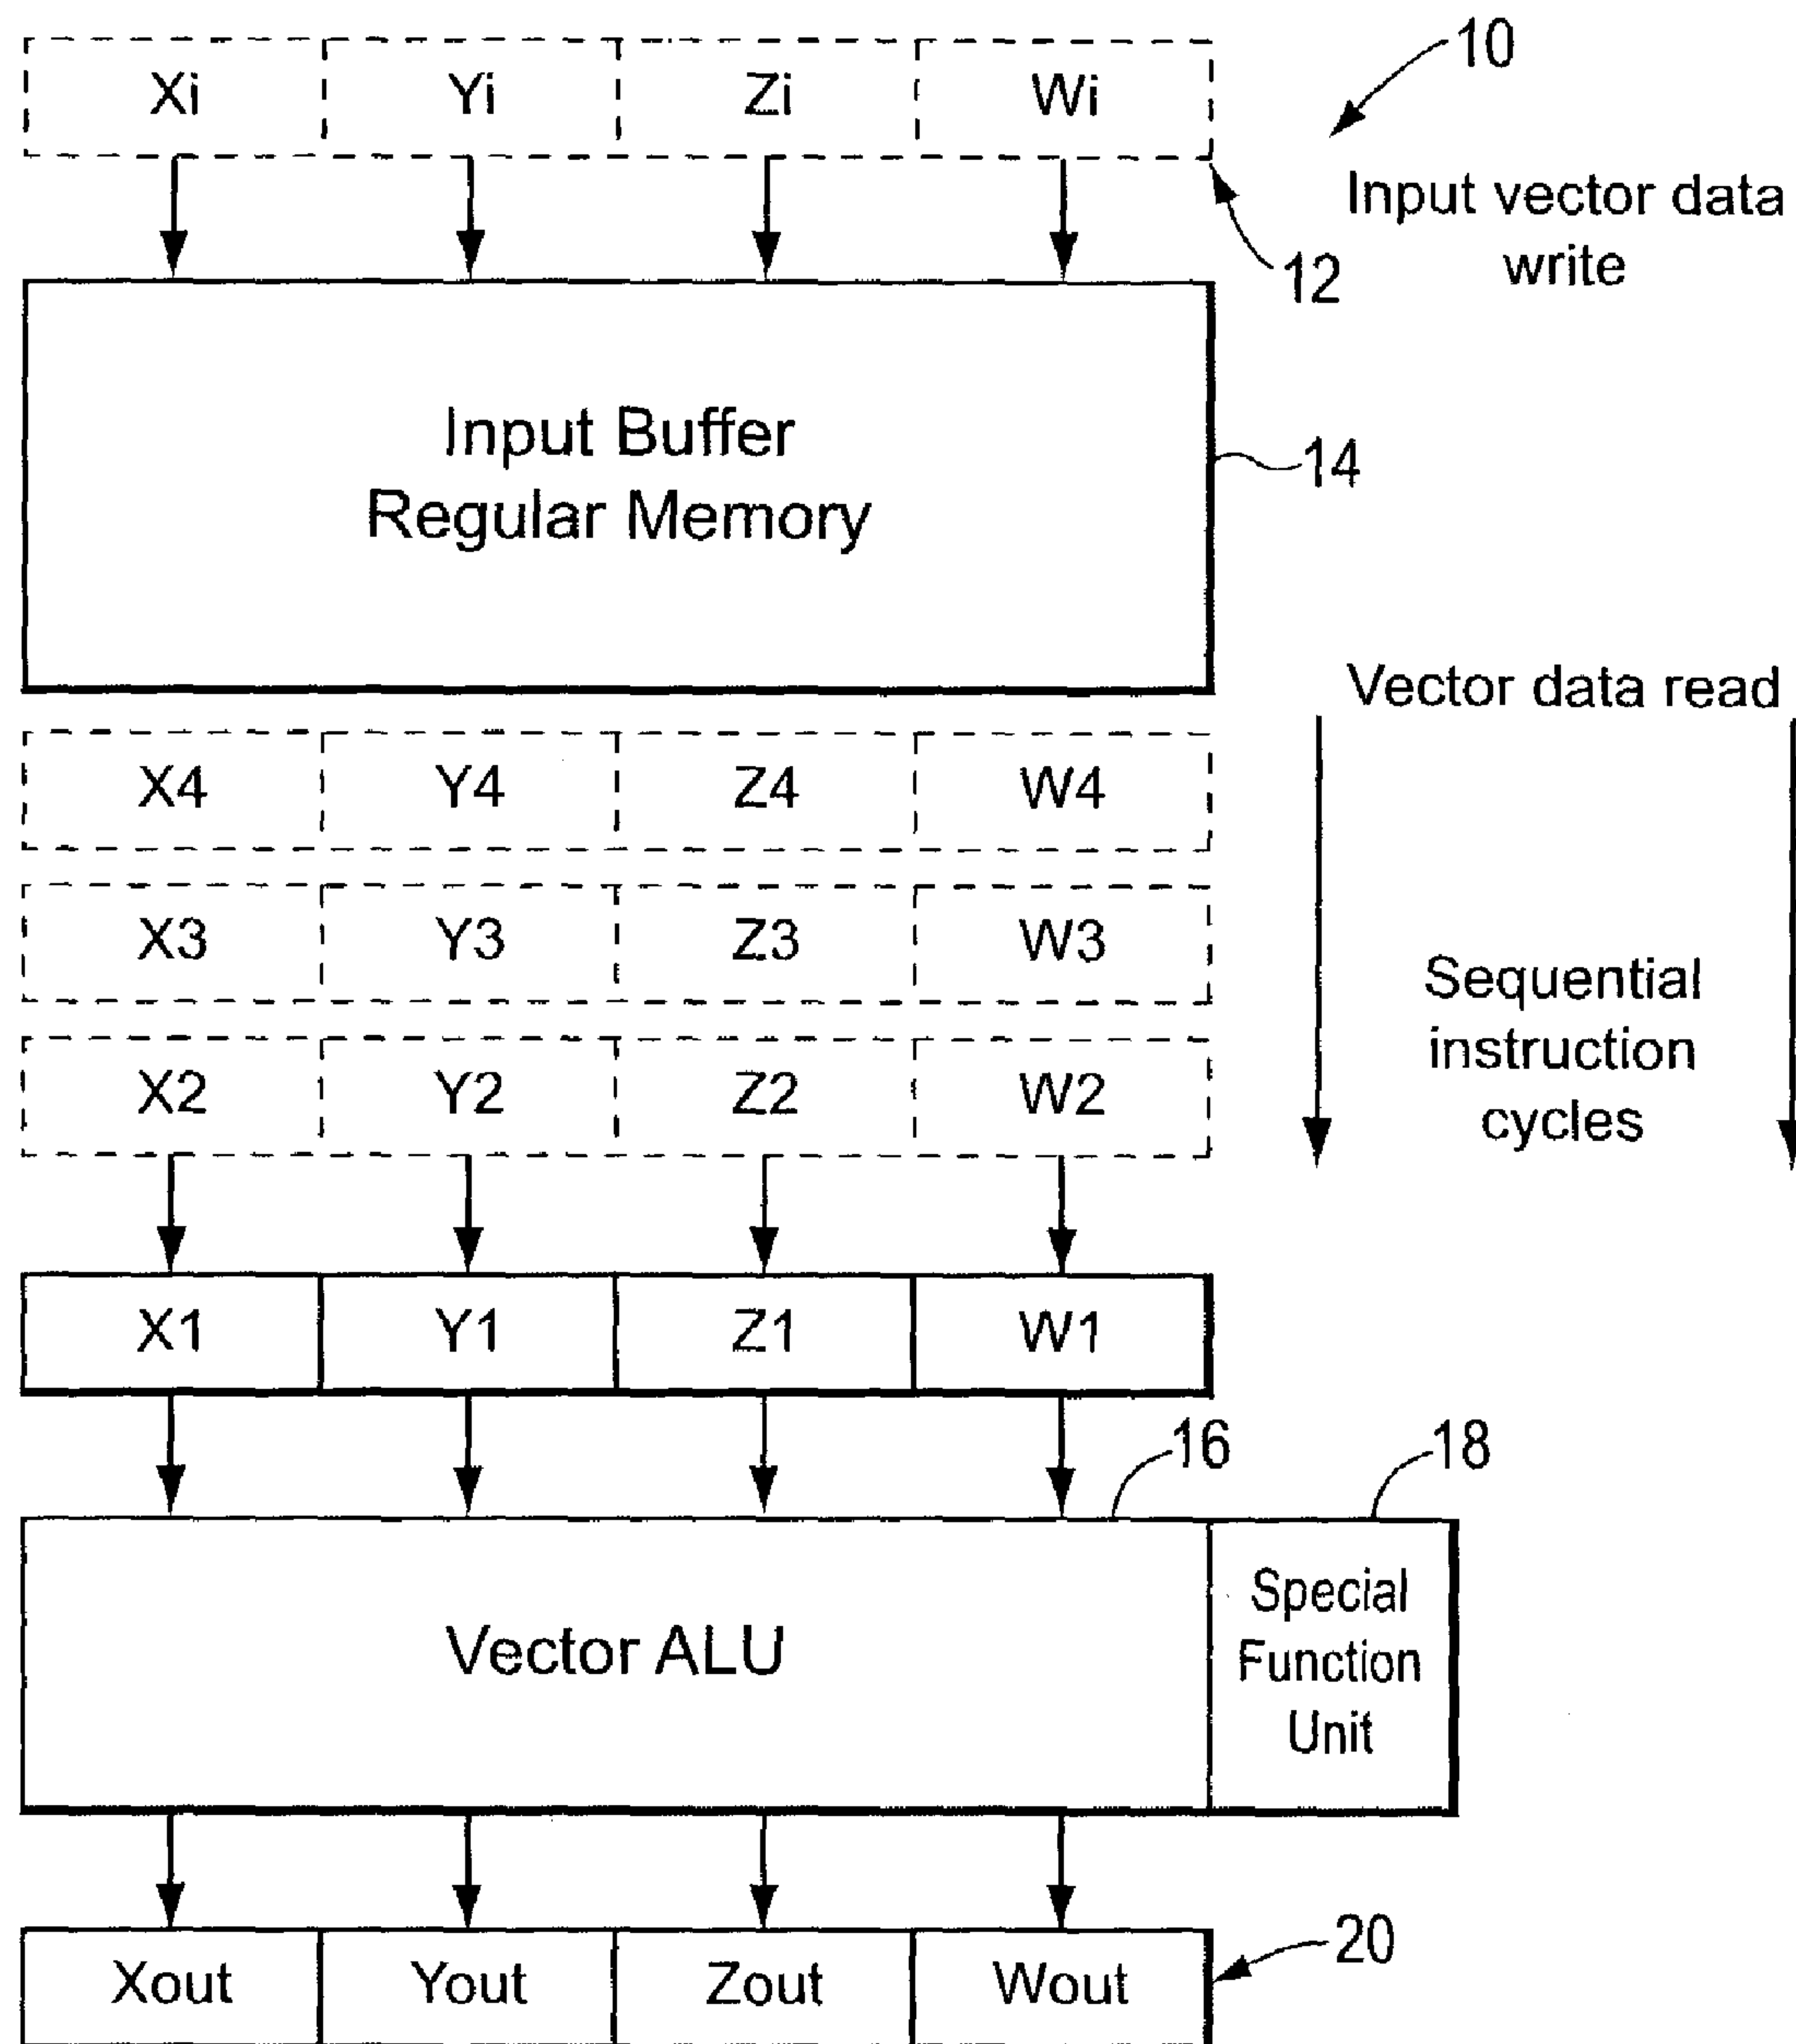 10
Xi Yi Zi Wi
Input vector data
write
12
Input Buffer
Regular Memory
14
Vector data read
X4 Y4 Z4 W4
X3 Y3 Z3 W3
Sequential
instruction
cycles
X2 Y2 Z2 W2
X1 Y1 Z1 W1
16
18
Vector ALU
Special
Function
Unit
20
Xout Yout Zout Wout